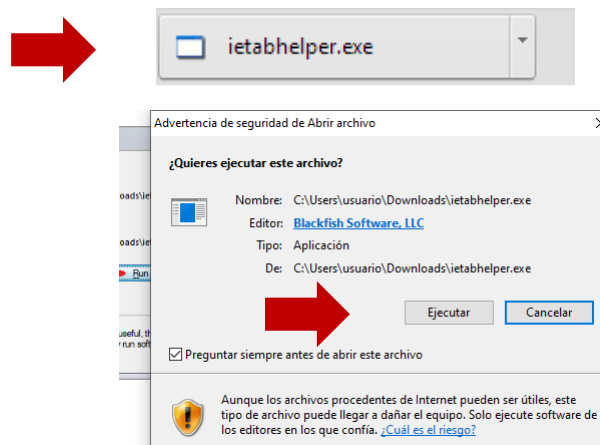 ietabhelper.exe
Advertencia de seguridad de Abrir archivo
¿Quieres ejecutar este archivo?
oads\ie
Nombre: C:\Users\usuario\Downloads\ietabhelper.exe
Editor: Blackfish Software, LLC
oads\ie
Tipo: Aplicación
Run
De: C:\Users\usuario\Downloads\ietabhelper.exe
Ejecutar Cancelar
useful, th
run soft
Preguntar siempre antes de abrir este archivo
Aunque los archivos procedentes de Internet pueden ser útiles, este
tipo de archivo puede llegar a dañar el equipo. Solo ejecute software de
los editores en los que confía. ¿Cuál es el riesgo?